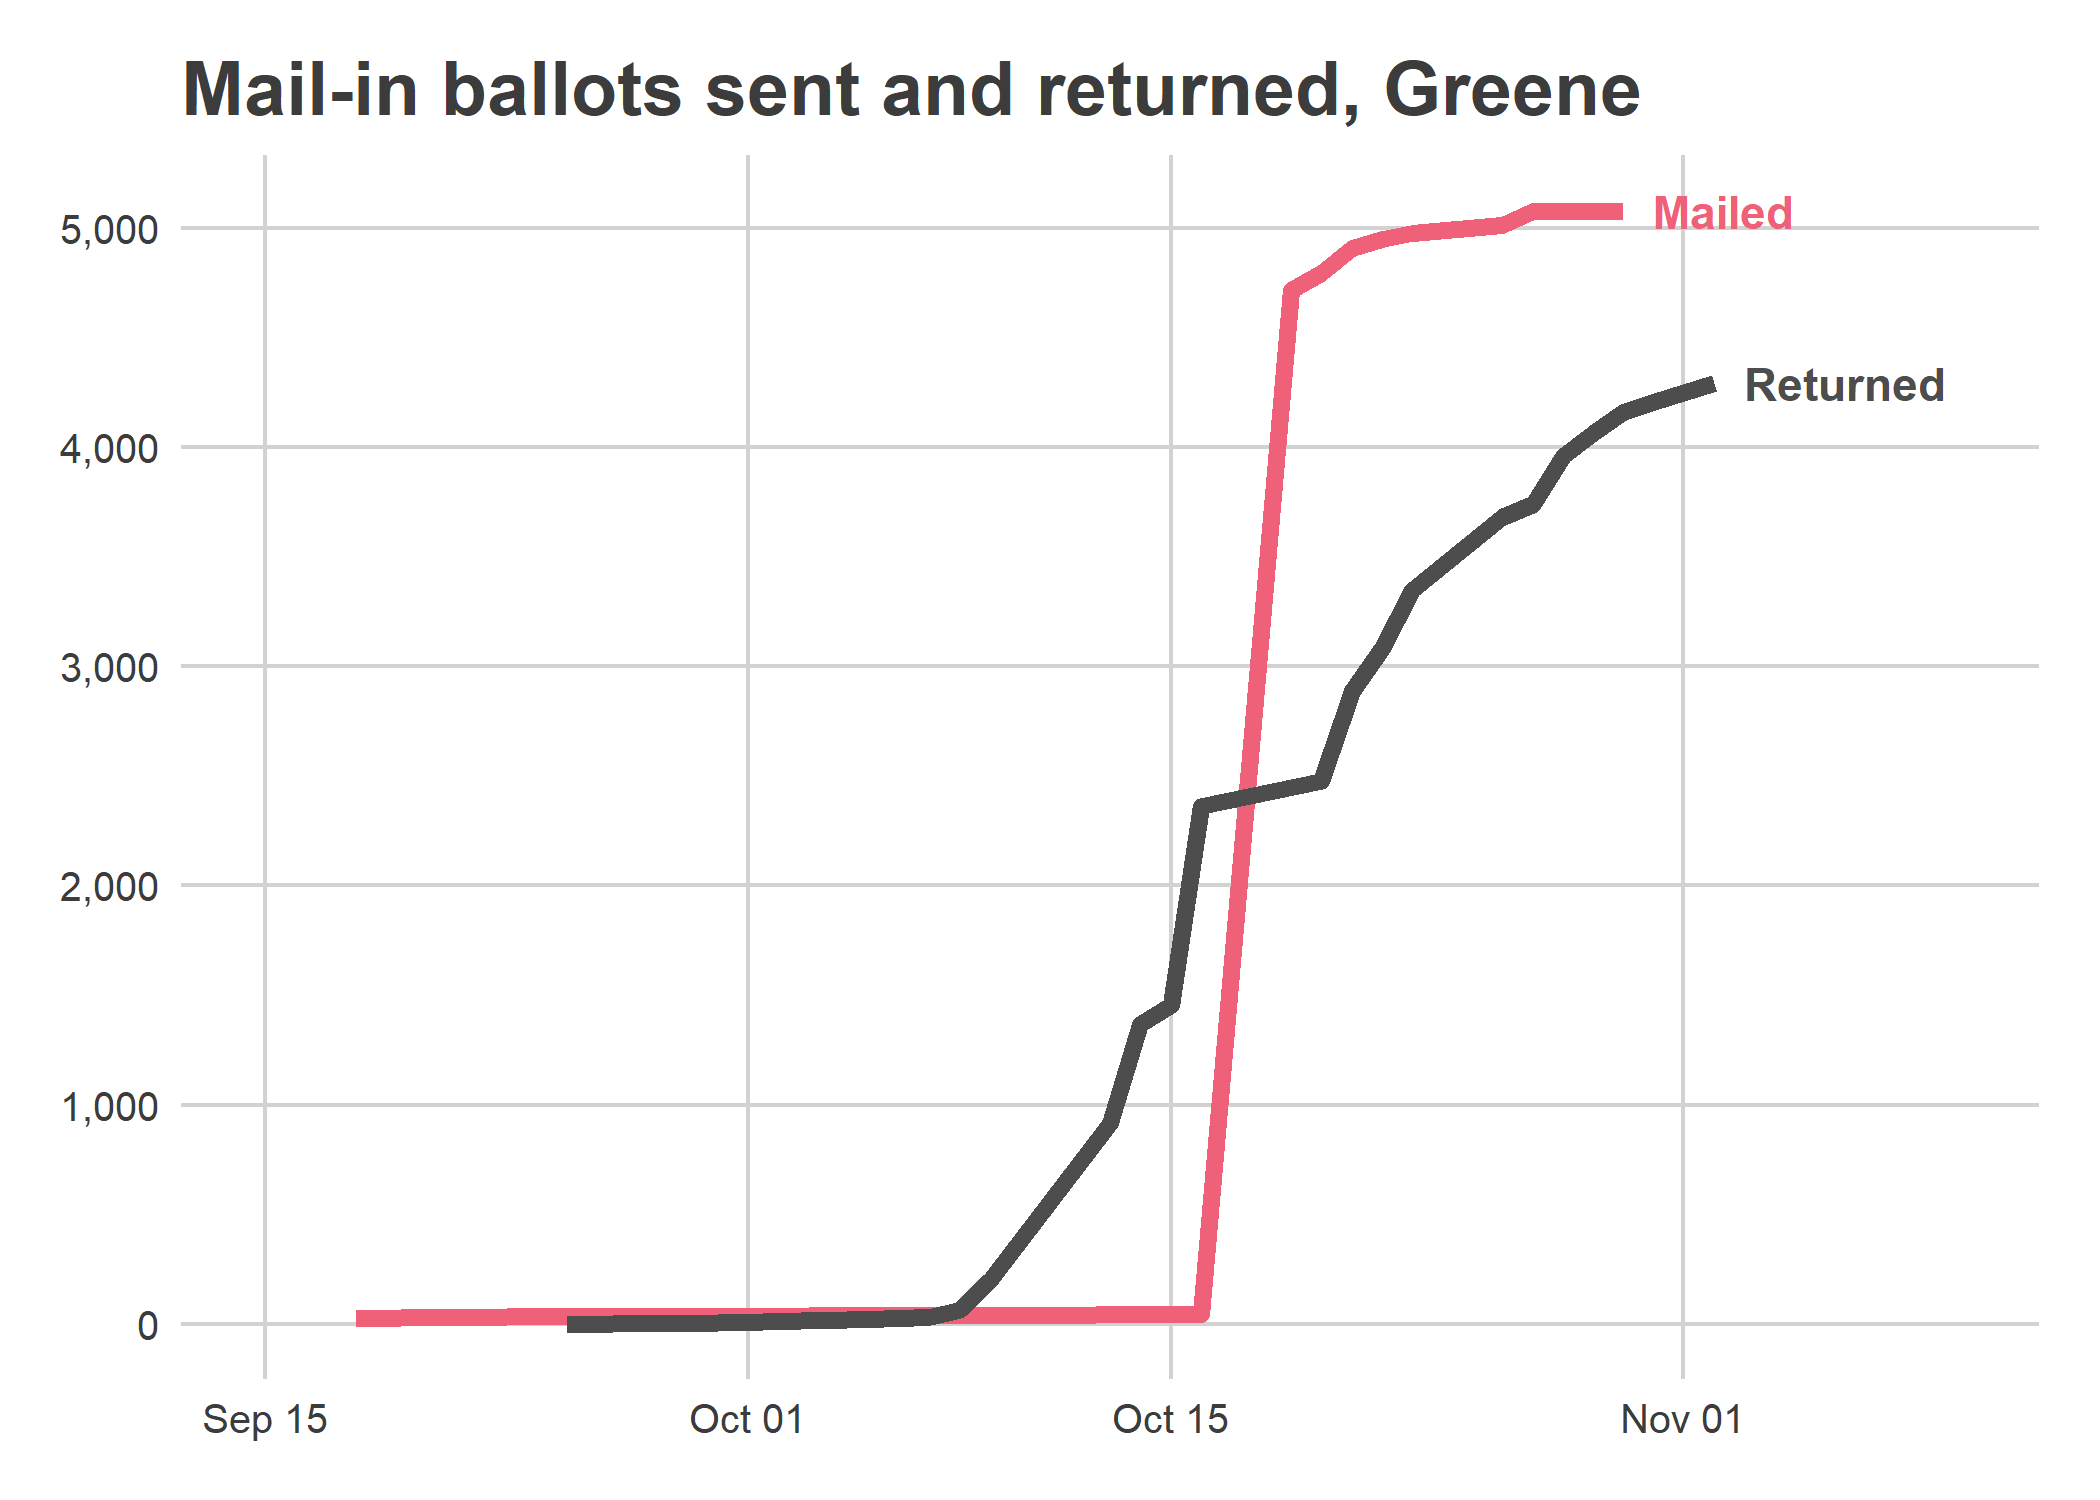 Mail-in ballots sent and returned, Greene
5,000
4,000
3,000
2,000
1,000
0
Mailed
Returned
Sep 15
Oct 01
Oct 15
Nov 01